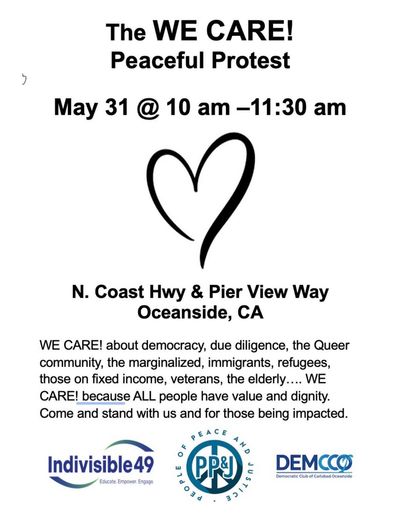 The WE CARE!
Peaceful Protest
May 31 @ 10 am –11:30 am
N. Coast Hwy & Pier View Way
Oceanside, CA
WE CARE! about democracy, due diligence, the Queer
community, the marginalized, immigrants, refugees,
those on fixed income, veterans, the elderly…. WE
CARE! because ALL people have value and dignity.
Come and stand with us and for those being impacted.
Indivisible49
Educate. Empower. Engage
PEOPLE OF PEACE AND JUSTICE
PP&J
DEMCCO
Democratic Club of Carlsbad Oceanside